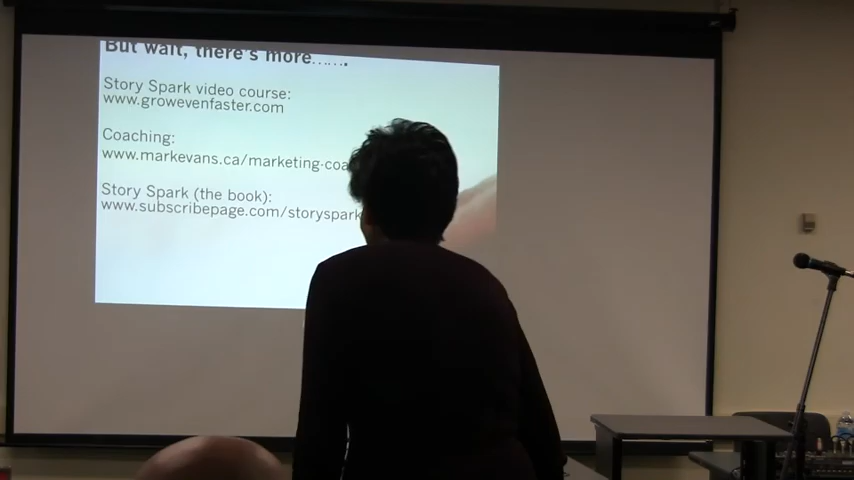 But wait, there's more…….
Story Spark video course:
www.growevenfaster.com
Coaching:
www.markevans.ca/marketing-coa
Story Spark (the book):
www.subscribepage.com/storyspark